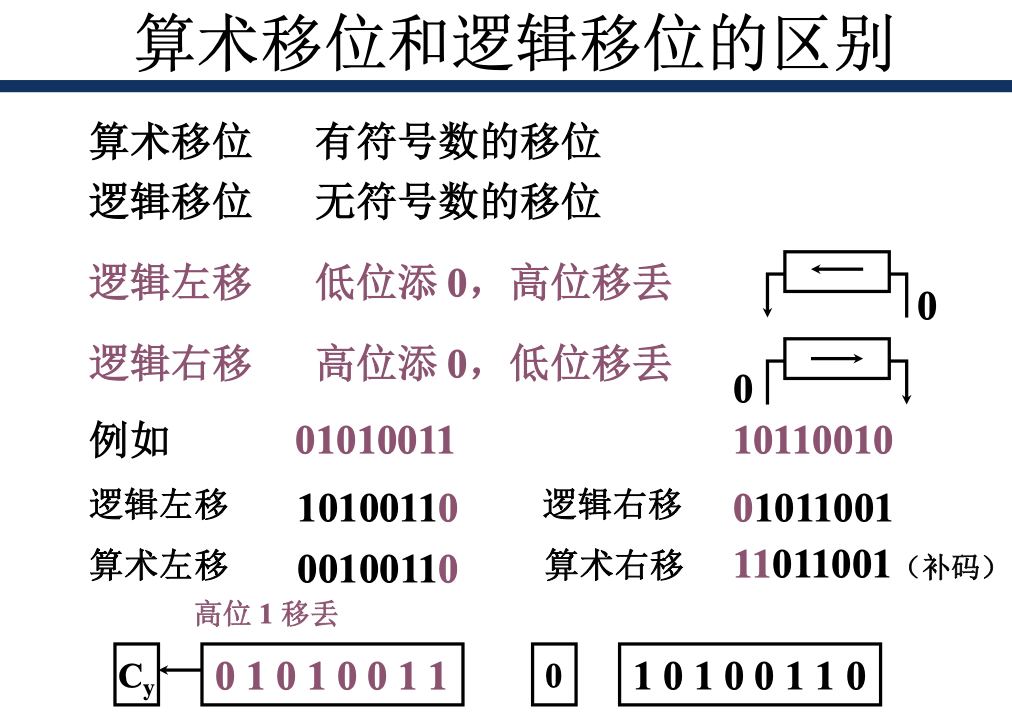 算术移位和逻辑移位的区别
算术移位 有符号数的移位
逻辑移位 无符号数的移位
逻辑左移 低位添 0，高位移丢
0
逻辑右移 高位添 0，低位移丢
0
例如 01010011 10110010
逻辑左移 10100110 逻辑右移 01011001
算术左移 00100110 算术右移 11011001（补码）
高位 1 移丢
Cy 0 1 0 1 0 0 1 1 0 1 0 1 0 0 1 1 0